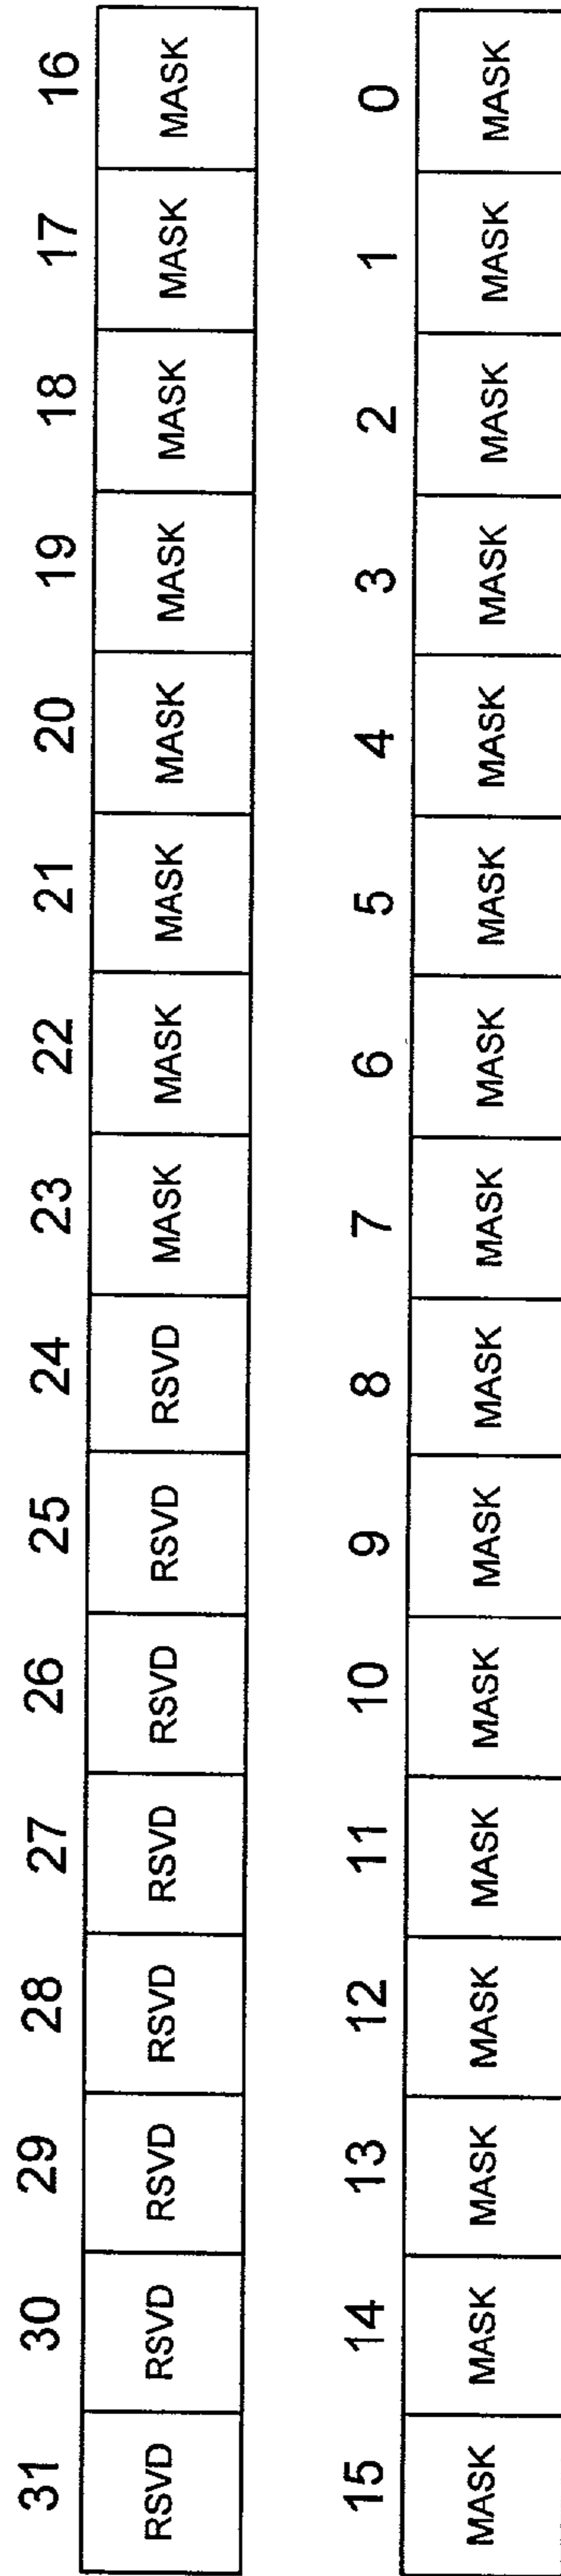 31 30 29 28 27 26 25 24 23 22 21 20 19 18 17 16
RSVD RSVD RSVD RSVD RSVD RSVD RSVD RSVD MASK MASK MASK MASK MASK MASK MASK MASK
15 14 13 12 11 10 9 8 7 6 5 4 3 2 1 0
MASK MASK MASK MASK MASK MASK MASK MASK MASK MASK MASK MASK MASK MASK MASK MASK